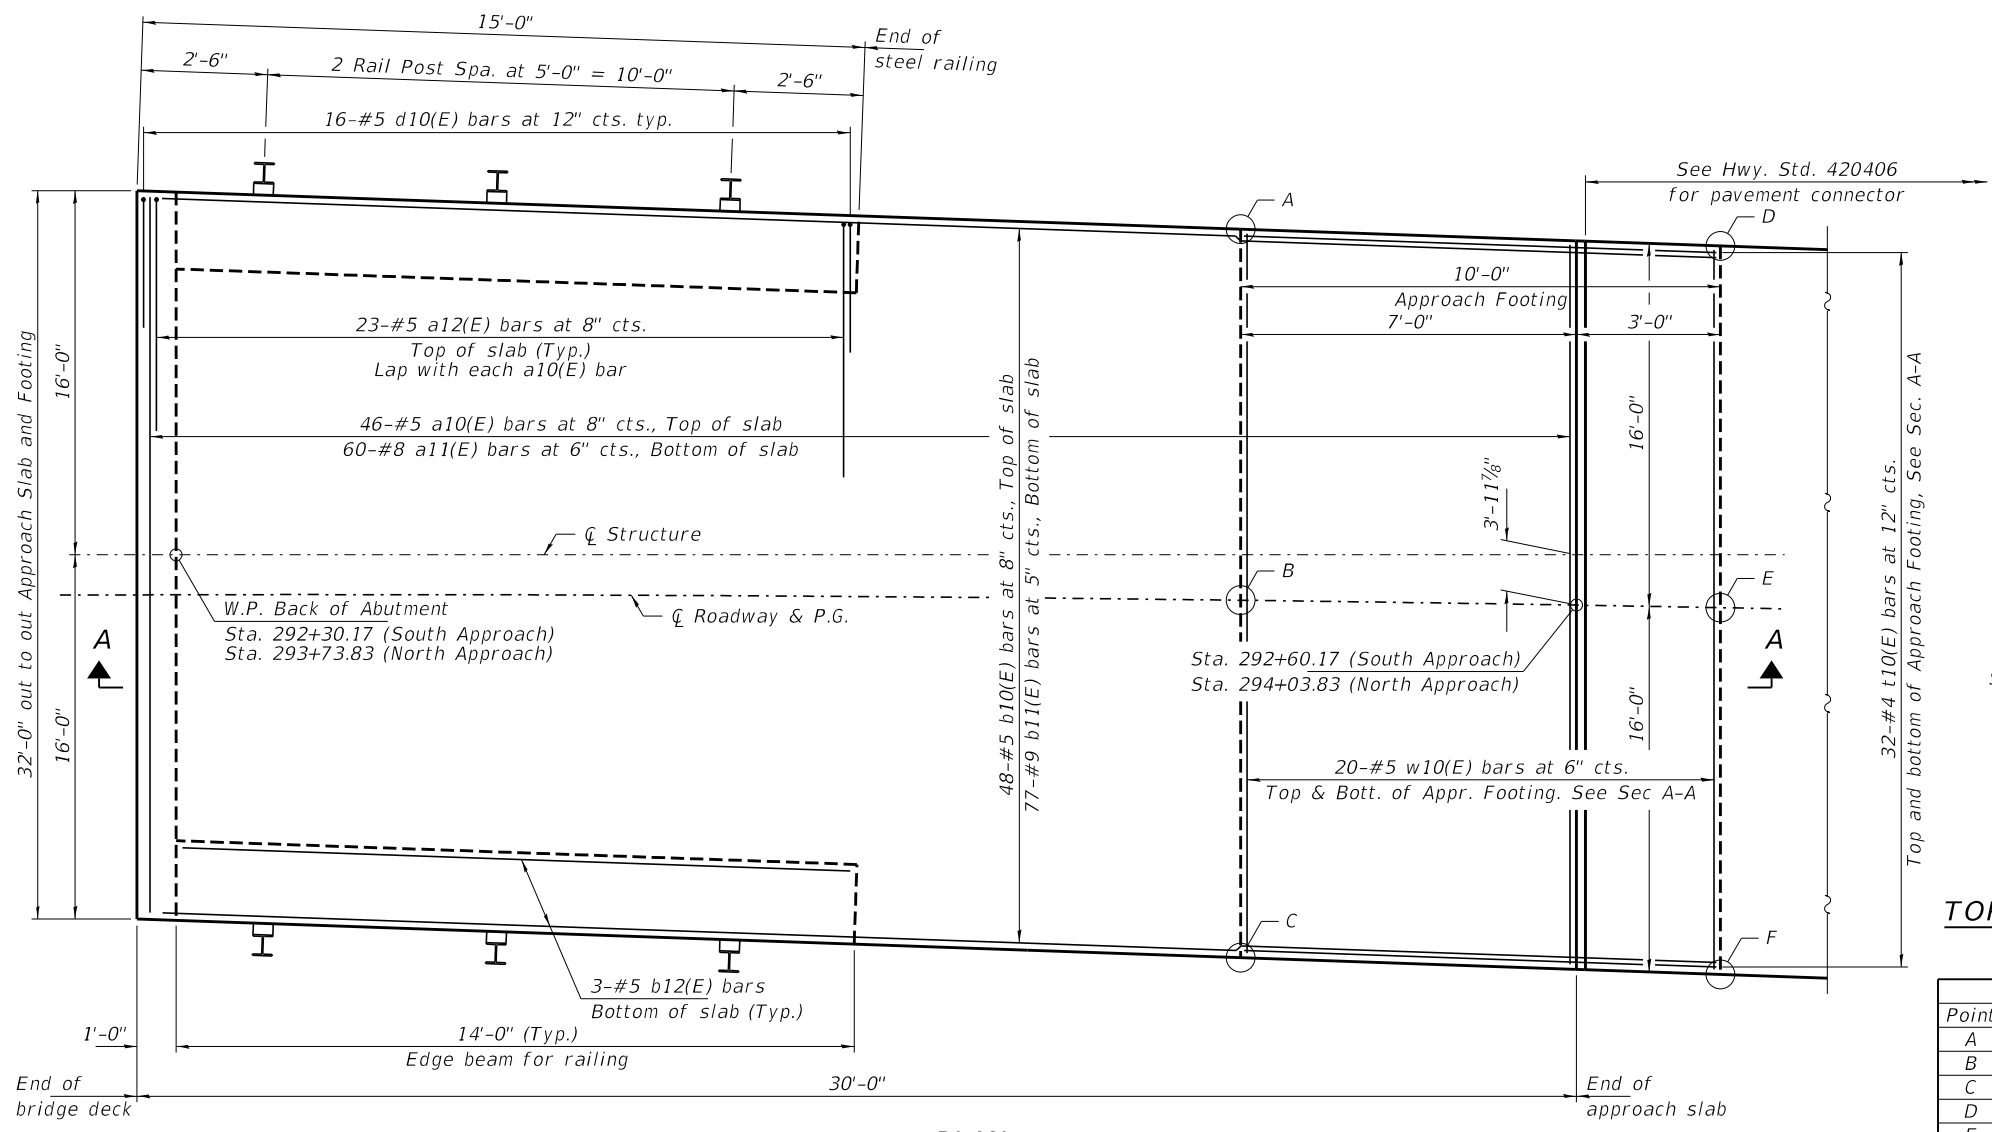 15'-0"
End of
steel railing
2'-6"
2 Rail Post Spa. at 5'-0" = 10'-0"
2'-6"
16-#5 d10(E) bars at 12" cts. typ.
See Hwy. Std. 420406
for pavement connector
A
D
10'-0"
Approach Footing
7'-0"
3'-0"
23-#5 a12(E) bars at 8" cts.
Top of slab (Typ.)
Lap with each a10(E) bar
46-#5 a10(E) bars at 8" cts., Top of slab
60-#8 a11(E) bars at 6" cts., Bottom of slab
32'-0" out to out Approach Slab and Footing
16'-0"
16'-0"
48-#5 b10(E) bars at 8" cts., Top of slab
77-#9 b11(E) bars at 5" cts., Bottom of slab
3'-11⅞"
16'-0"
16'-0"
32-#4 t10(E) bars at 12" cts.
Top and bottom of Approach Footing, See Sec. A-A
℄ Structure
B
E
W.P. Back of Abutment
Sta. 292+30.17 (South Approach)
Sta. 293+73.83 (North Approach)
℄ Roadway & P.G.
A
A
Sta. 292+60.17 (South Approach)
Sta. 294+03.83 (North Approach)
20-#5 w10(E) bars at 6" cts.
Top & Bott. of Appr. Footing. See Sec A-A
C
F
3-#5 b12(E) bars
Bottom of slab (Typ.)
1'-0"
14'-0" (Typ.)
Edge beam for railing
End of
bridge deck
30'-0"
End of
approach slab
Point
A
B
C
D